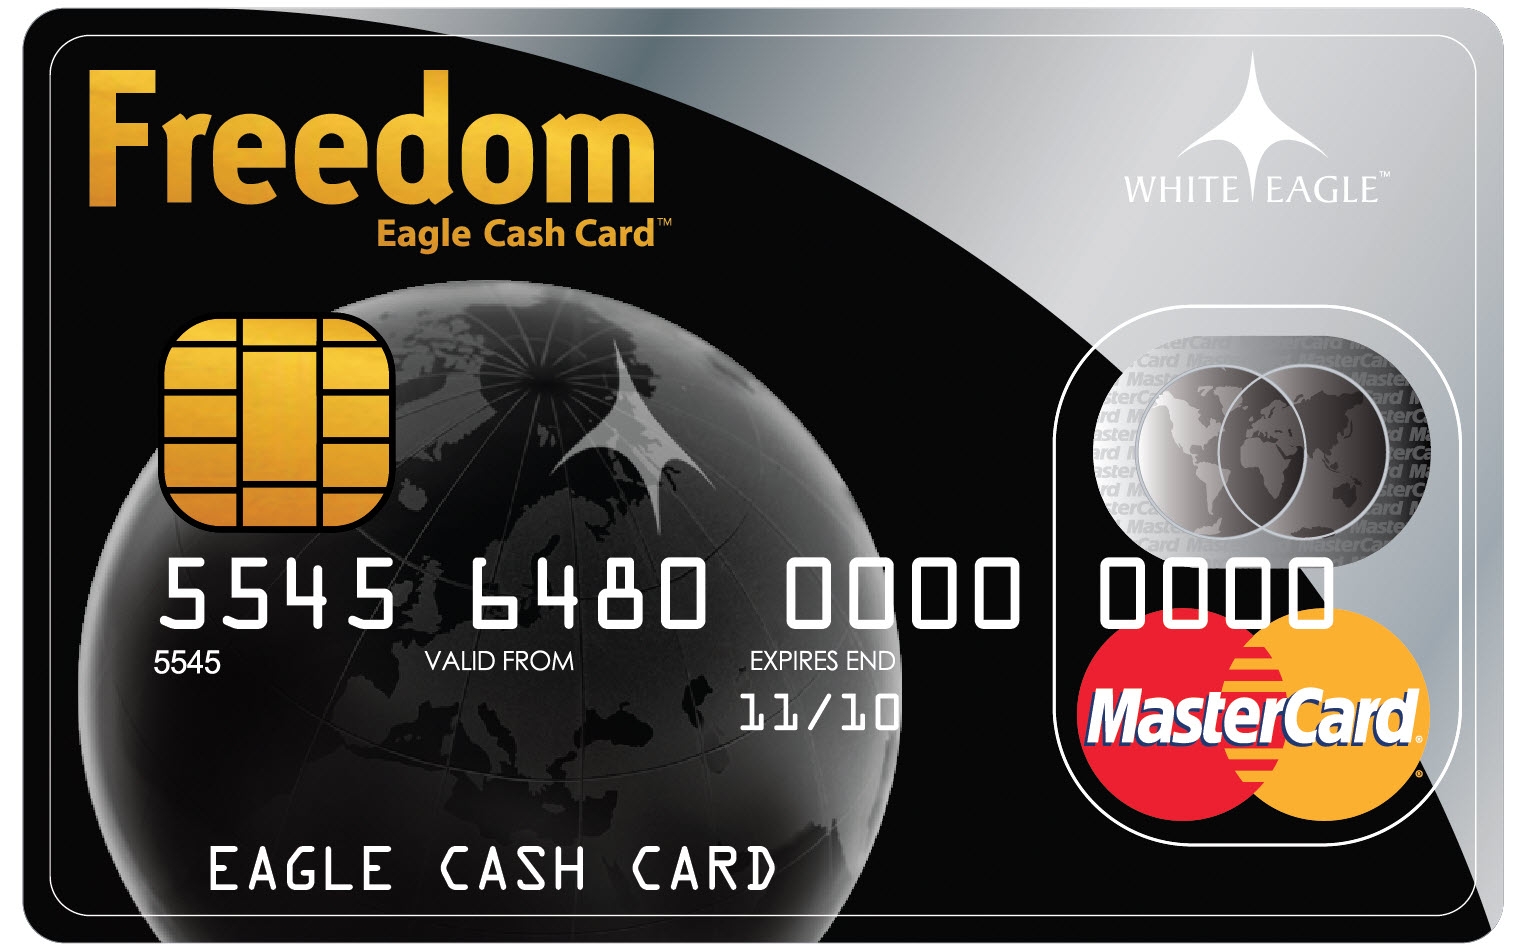 Freedom
Eagle Cash Card™
WHITE EAGLE™
5545 6480 0000 0000
5545 VALID FROM EXPIRES END
11/10
MasterCard®
®
EAGLE CASH CARD